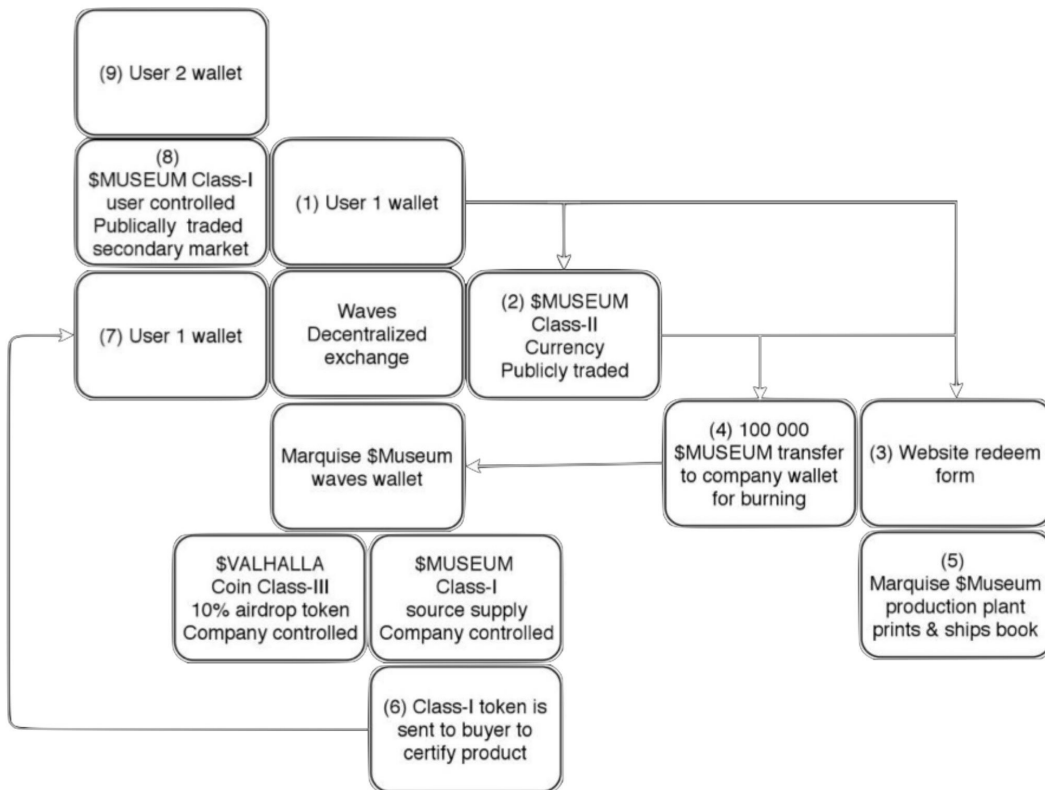 (9) User 2 wallet
(8)
$MUSEUM Class-I
user controlled
Publically traded
secondary market
(1) User 1 wallet
(7) User 1 wallet
Waves
Decentralized
exchange
(2) $MUSEUM
Class-II
Currency
Publicly traded
Marquise $Museum
waves wallet
(4) 100 000
$MUSEUM transfer
to company wallet
for burning
(3) Website redeem
form
$VALHALLA
Coin Class-III
10% airdrop token
Company controlled
$MUSEUM
Class-I
source supply
Company controlled
(5)
Marquise $Museum
production plant
prints & ships book
(6) Class-I token is
sent to buyer to
certify product